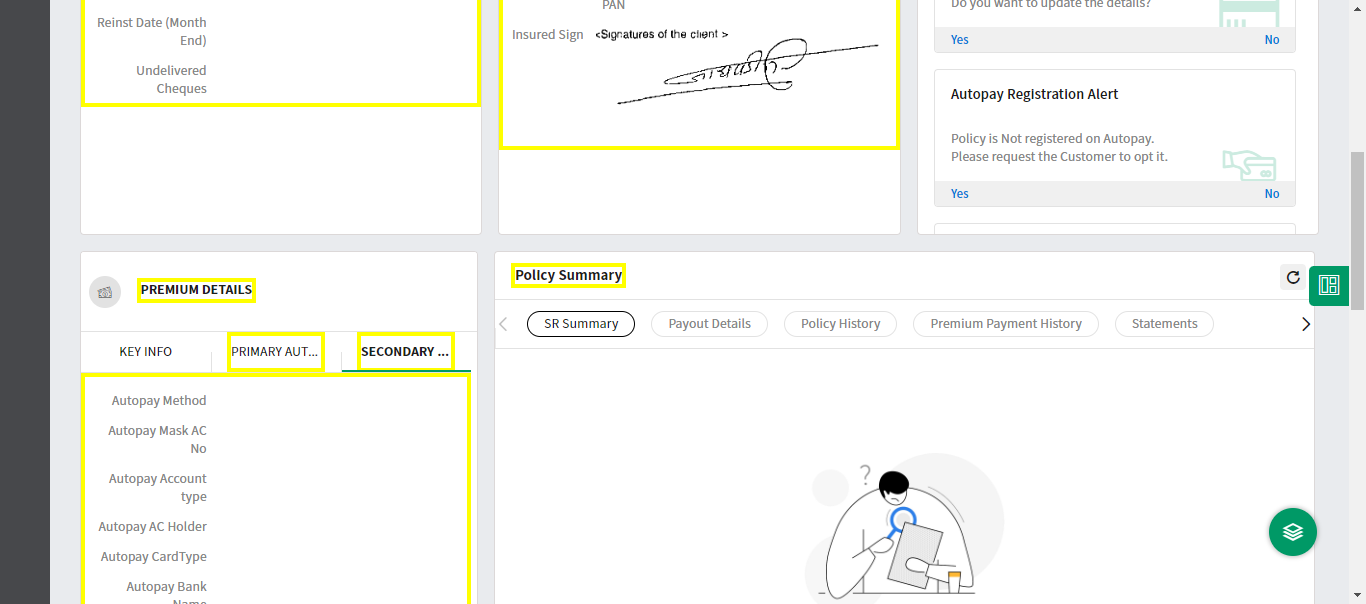 Reinst Date (Month
End)
Undelivered
Cheques
PAN
Insured Sign
<Signatures of the client >
Do you want to update the details?
Yes
No
Autopay Registration Alert
Policy is Not registered on Autopay.
Please request the Customer to opt it.
Yes
No
PREMIUM DETAILS
KEY INFO
PRIMARY AUT...
SECONDARY ...
Autopay Method
Autopay Mask AC
No
Autopay Account
type
Autopay AC Holder
Autopay CardType
Autopay Bank
Name
Policy Summary
SR Summary
Payout Details
Policy History
Premium Payment History
Statements
?